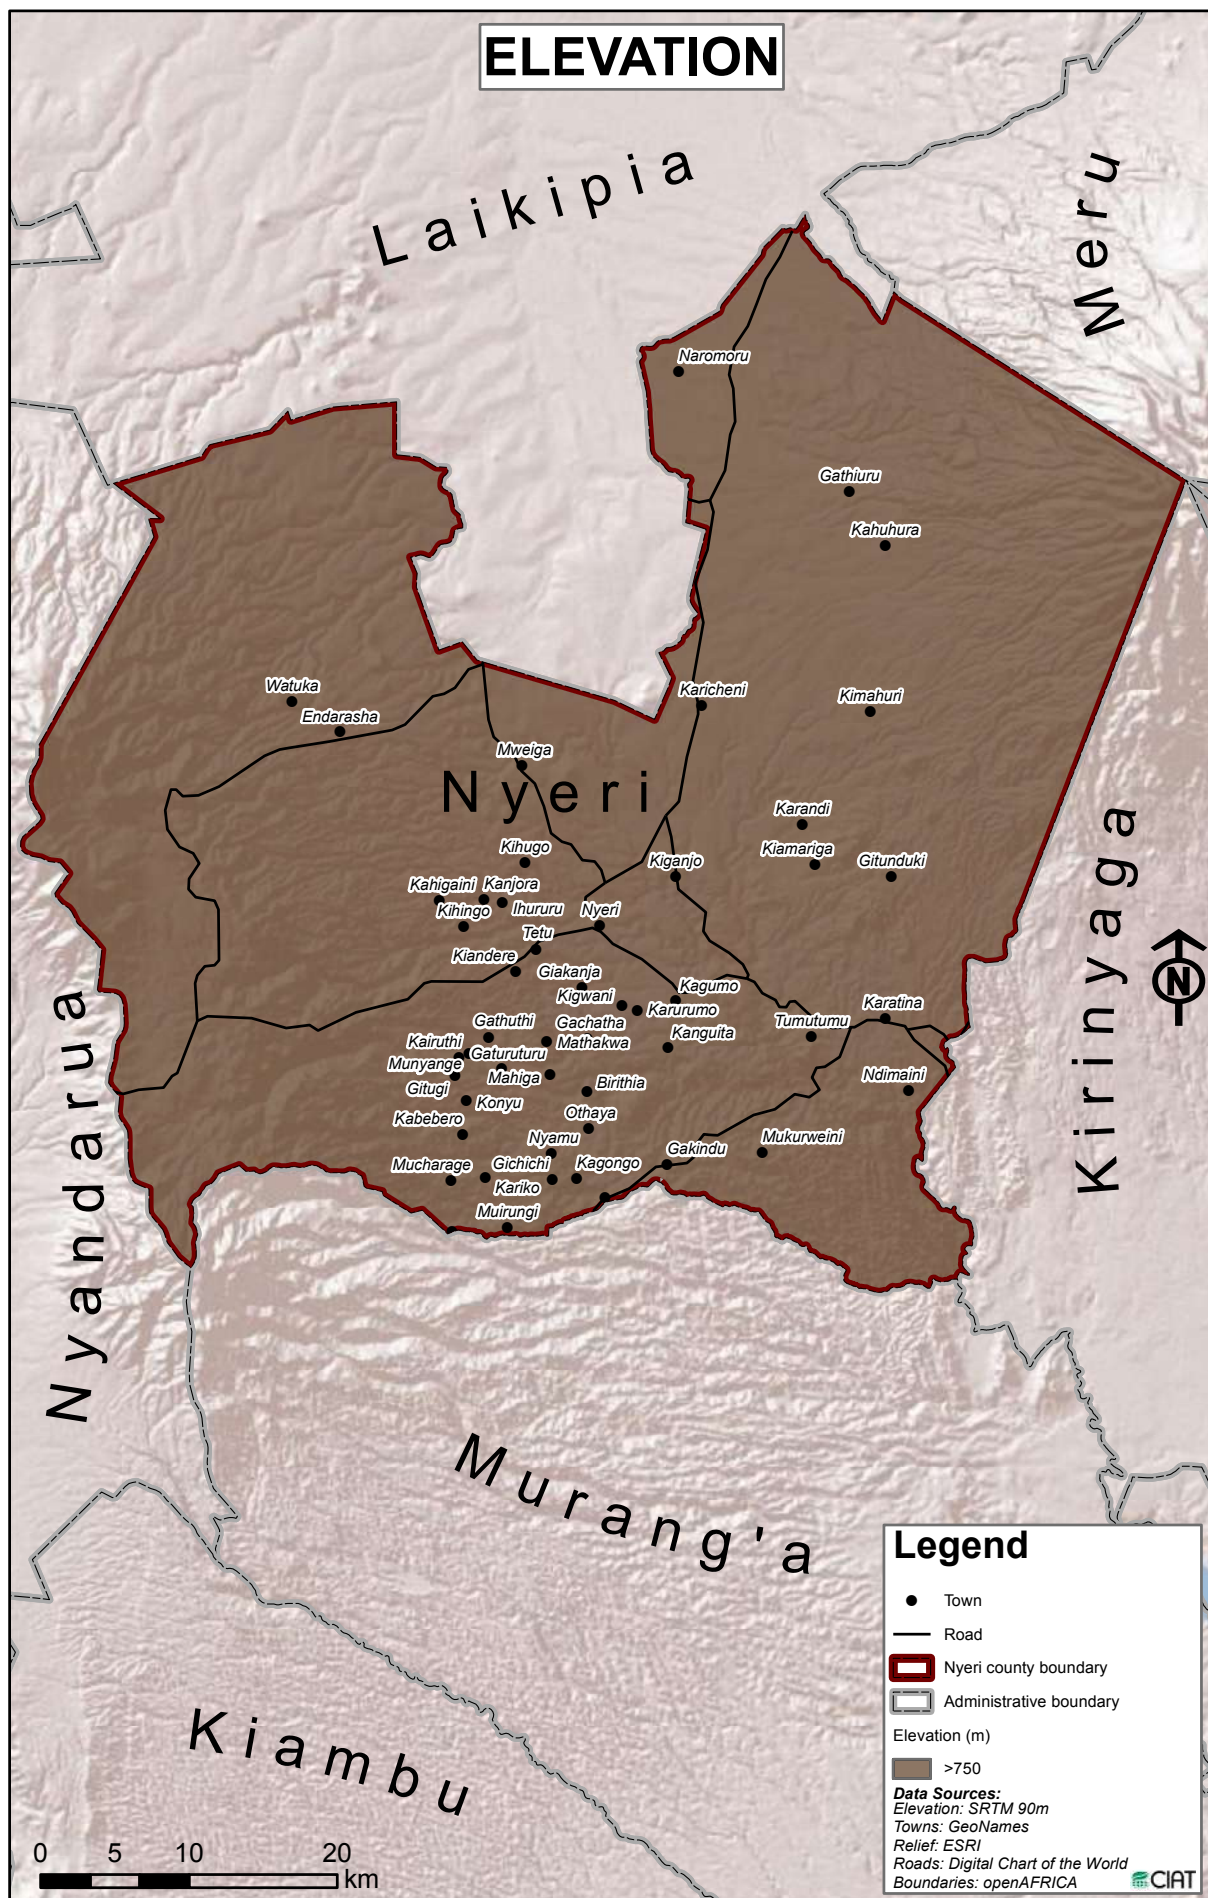 ELEVATION
Laikipia
Meru
Naromoru
Gathiuru
Kahuhura
Watuka
Endarasha
Karicheni
Kimahuri
Mweiga
Nyeri
Karandi
Kihugo
Kiganjo
Kiamariga
Gitunduki
Kahigaini
Kanjora
Ihururu
Kihingo
Nyeri
Tetu
Kiandere
Giakanja
Kigwani
Kagumo
Karurumo
Karatina
Gathuthi
Gachatha
Kanguita
Tumutumu
Kairuthi
Mathakwa
Gaturuturu
Munyange
Mahiga
Gitugi
Birithia
Ndimaini
Konyu
Kabebero
Othaya
Nyamu
Mukurweini
Gakindu
Mucharage
Gichichi
Kagongo
Kariko
Muirungi
Kirinyaga
N
Nyandarua
Murang'a
Kiambu
0 5 10 20
km
Legend
Town
Road
Nyeri county boundary
Administrative boundary
Elevation (m)
>750
Data Sources:
Elevation: SRTM 90m
Towns: GeoNames
Relief: ESRI
Roads: Digital Chart of the World
Boundaries: openAFRICA
CIAT